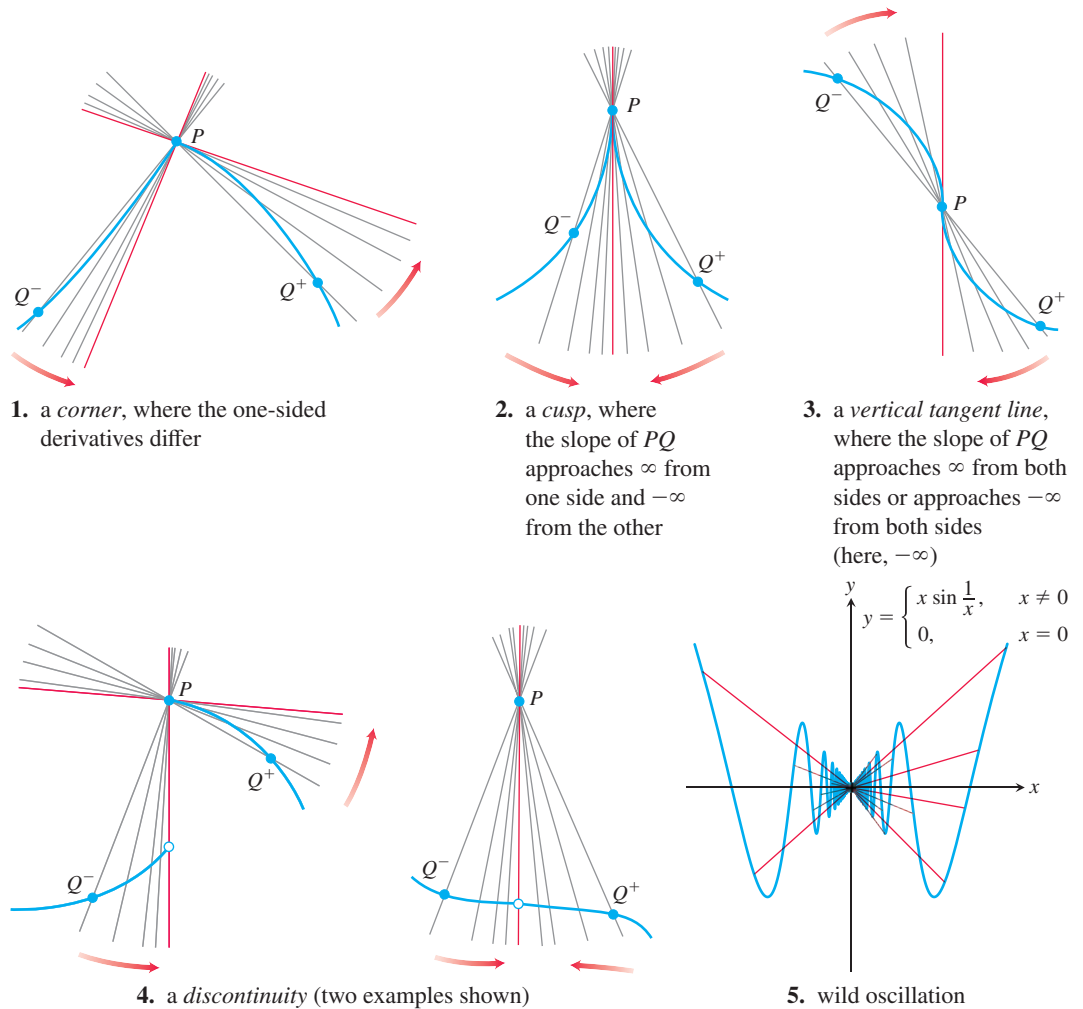 P
Q⁻
Q⁺
1. a corner, where the one-sided
derivatives differ
P
Q⁻
Q⁺
2. a cusp, where
the slope of PQ
approaches ∞ from
one side and −∞
from the other
Q⁻
P
Q⁺
3. a vertical tangent line,
where the slope of PQ
approaches ∞ from both
sides or approaches −∞
from both sides
(here, −∞)
P
Q⁺
Q⁻
P
Q⁻
Q⁺
4. a discontinuity (two examples shown)
y
y = { x sin 1/x, x ≠ 0
0, x = 0
x
5. wild oscillation